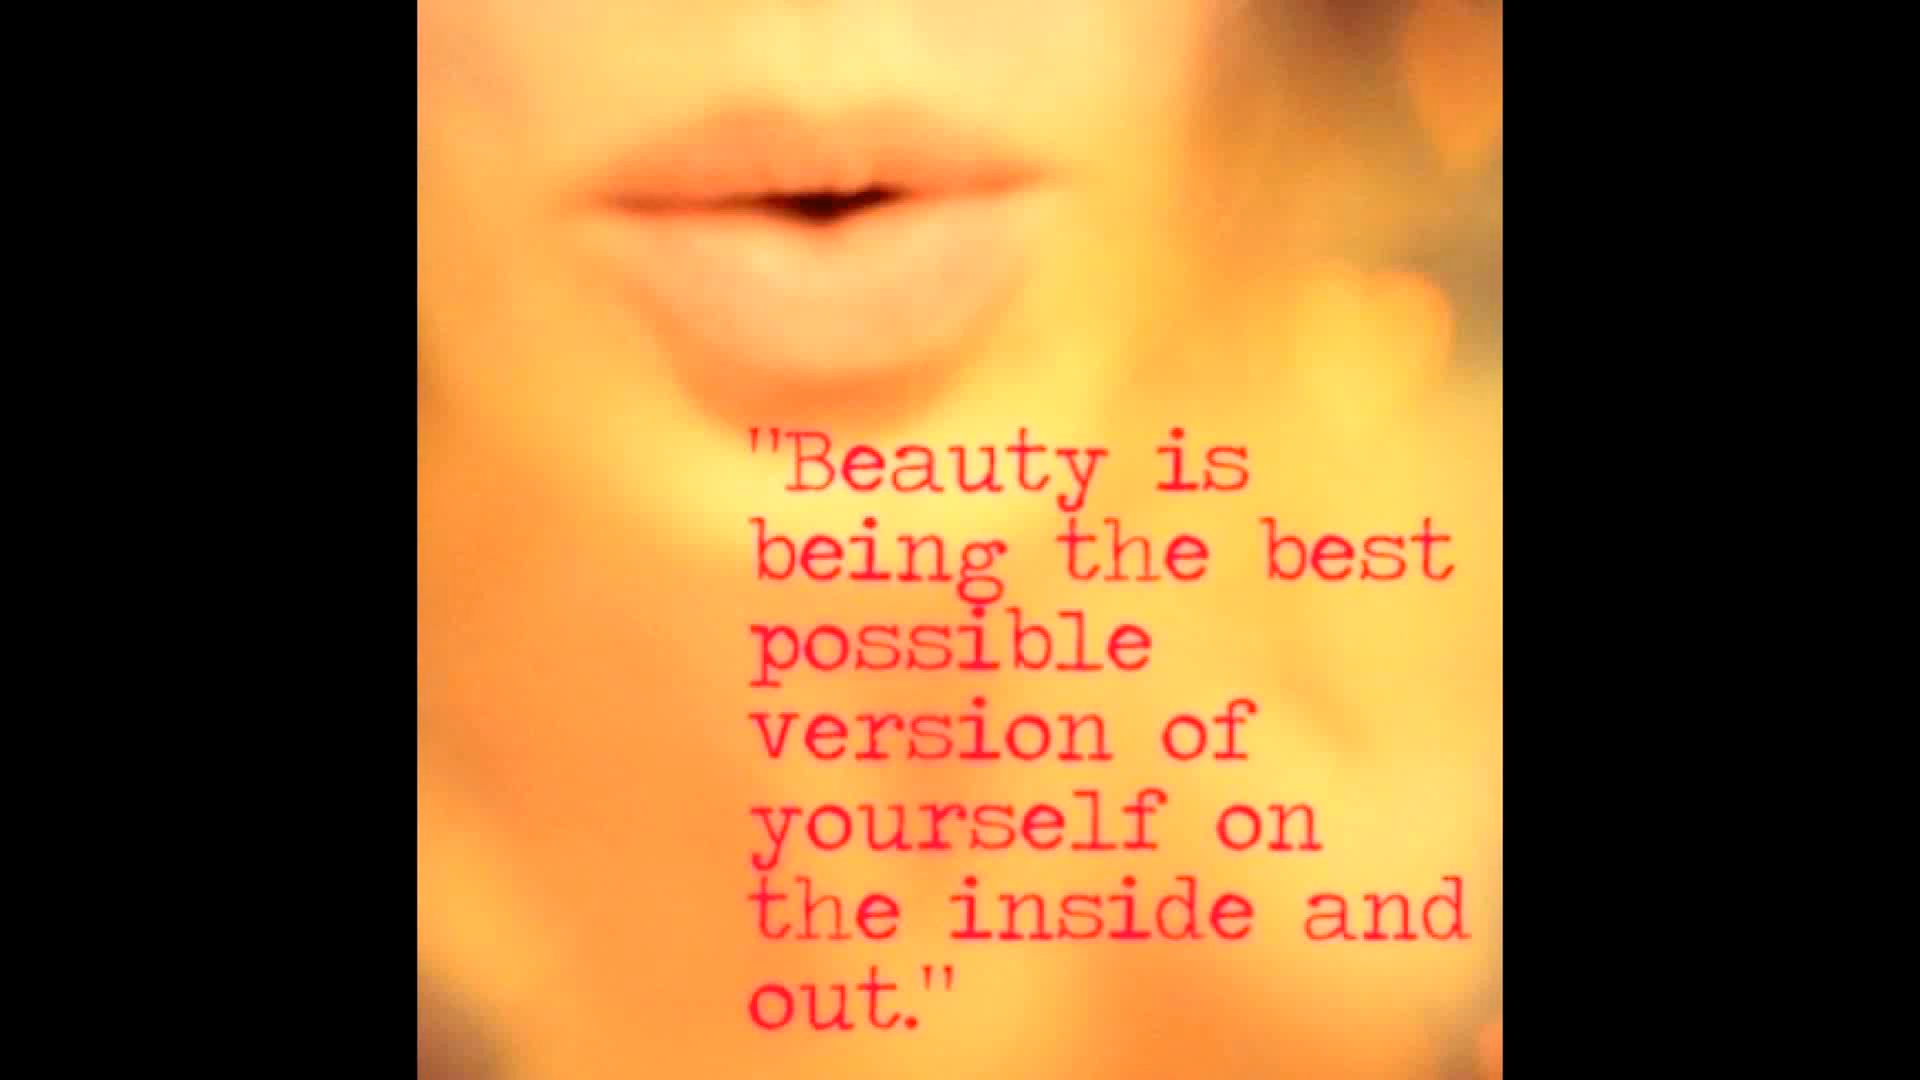 "Beauty is
being the best
possible
version of
yourself on
the inside and
out."